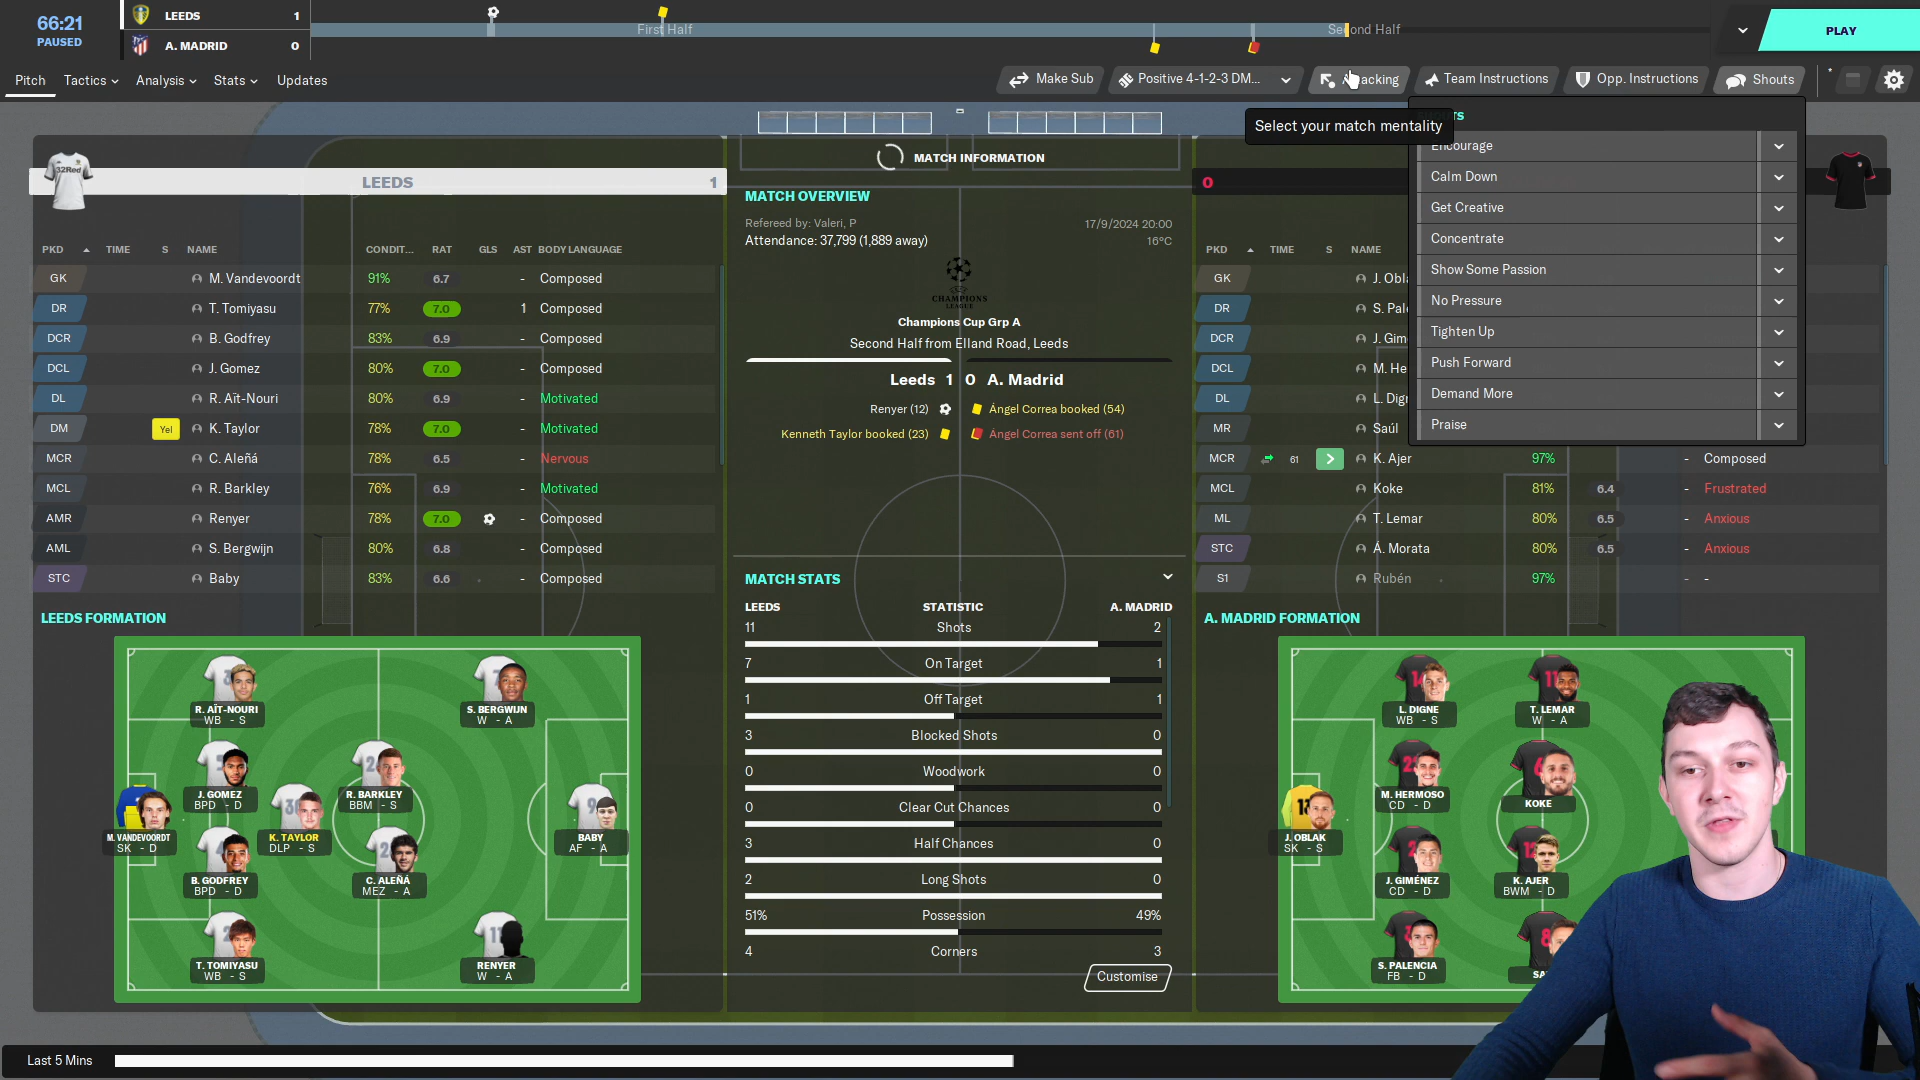 66:21
PAUSED
LEEDS 1
A. MADRID 0
First Half
Second Half
PLAY
Pitch
Tactics
Analysis
Stats
Updates
Make Sub
Positive 4-1-2-3 DM...
Team Instructions
Opp. Instructions
Shouts
Select your match mentality
Encourage
Calm Down
Get Creative
Concentrate
Show Some Passion
No Pressure
Tighten Up
Push Forward
Demand More
Praise
32Red
LEEDS 1
PKD TIME S NAME CONDIT... RAT GLS AST BODY LANGUAGE
GK M. Vandevoordt 91% 6.7 - Composed
DR T. Tomiyasu 77% 7.0 1 Composed
DCR B. Godfrey 83% 6.9 - Composed
DCL J. Gomez 80% 7.0 - Composed
DL R. Aït-Nouri 80% 6.9 - Motivated
DM Yel K. Taylor 78% 7.0 - Motivated
MCR C. Aleñá 78% 6.5 - Nervous
MCL R. Barkley 76% 6.9 - Motivated
AMR Renyer 78% 7.0 - Composed
AML S. Bergwijn 80% 6.8 - Composed
STC Baby 83% 6.6 - Composed
MATCH INFORMATION
MATCH OVERVIEW
Refereed by: Valeri, P 17/9/2024 20:00
Attendance: 37,799 (1,889 away) 16°C
CHAMPIONS
LEAGUE
Champions Cup Grp A
Second Half from Elland Road, Leeds
Leeds 1 0 A. Madrid
Renyer (12) Ángel Correa booked (54)
Kenneth Taylor booked (23) Ángel Correa sent off (61)
0
PKD TIME S NAME
GK
DR
DCR
DCL
DL
MR Saúl
MCR 61 K. Ajer 97% - Composed
MCL Koke 81% 6.4 - Frustrated
ML T. Lemar 80% 6.5 - Anxious
STC Á. Morata 80% 6.5 - Anxious
S1 Rubén 97% - -
LEEDS FORMATION
R. AÏT-NOURI
WB - S
S. BERGWIJN
W - A
J. GOMEZ
BPD - D
R. BARKLEY
BBM - S
M. VANDEVOORDT
SK - D
K. TAYLOR
DLP - S
BABY
AF - A
B. GODFREY
BPD - D
C. ALEÑÁ
MEZ - A
T. TOMIYASU
WB - S
RENYER
W - A
MATCH STATS
LEEDS STATISTIC A. MADRID
11 Shots 2
7 On Target 1
1 Off Target 1
3 Blocked Shots 0
0 Woodwork 0
0 Clear Cut Chances 0
3 Half Chances 0
2 Long Shots 0
51% Possession 49%
4 Corners 3
Customise
A. MADRID FORMATION
L. DIGNE
WB - S
T. LEMAR
W - A
M. HERMOSO
CD - D
KOKE
J. OBLAK
SK - S
J. GIMÉNEZ
CD - D
K. AJER
BWM - D
S. PALENCIA
FB - D
Last 5 Mins